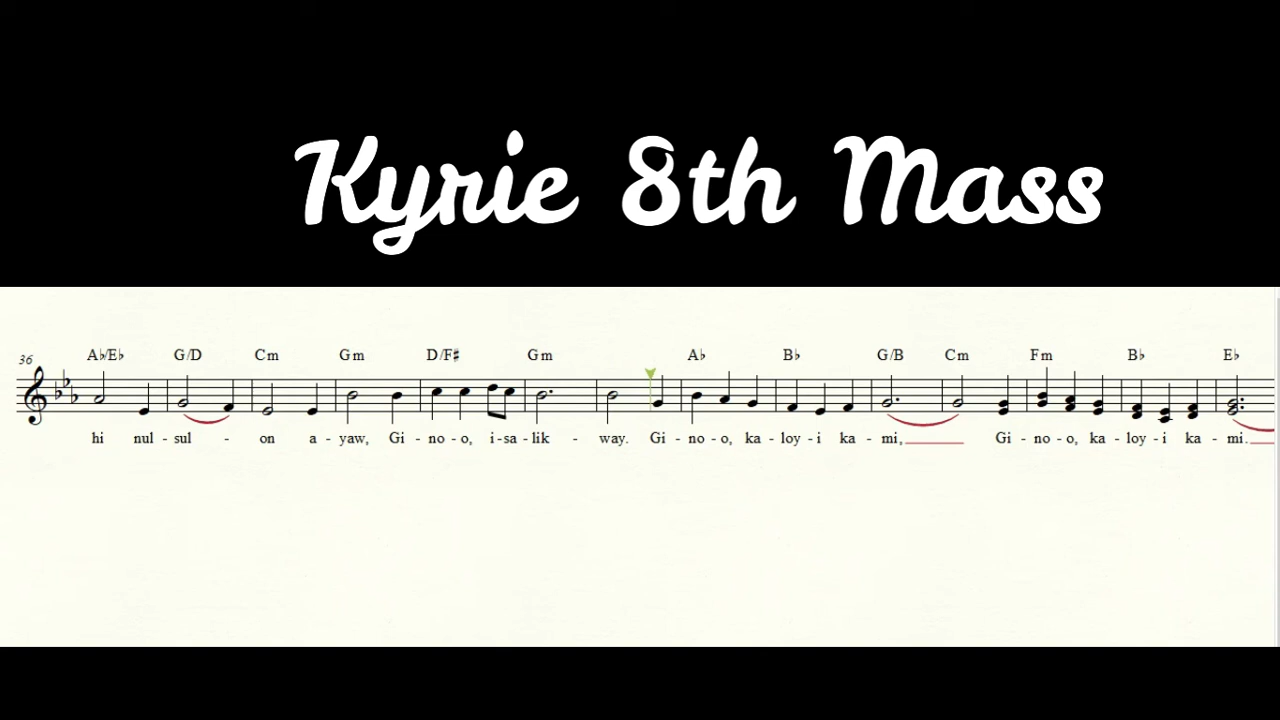 Kyrie 8th Mass
36 A♭/E♭ G/D Cm Gm D/F♯ Gm A♭ B♭ G/B Cm Fm B♭ E♭
hi nul - sul - on a - yaw, Gi - no - o, i - sa - lik - way. Gi - no - o, ka - loy - i ka - mi, Gi - no - o, ka - loy - i ka - mi.